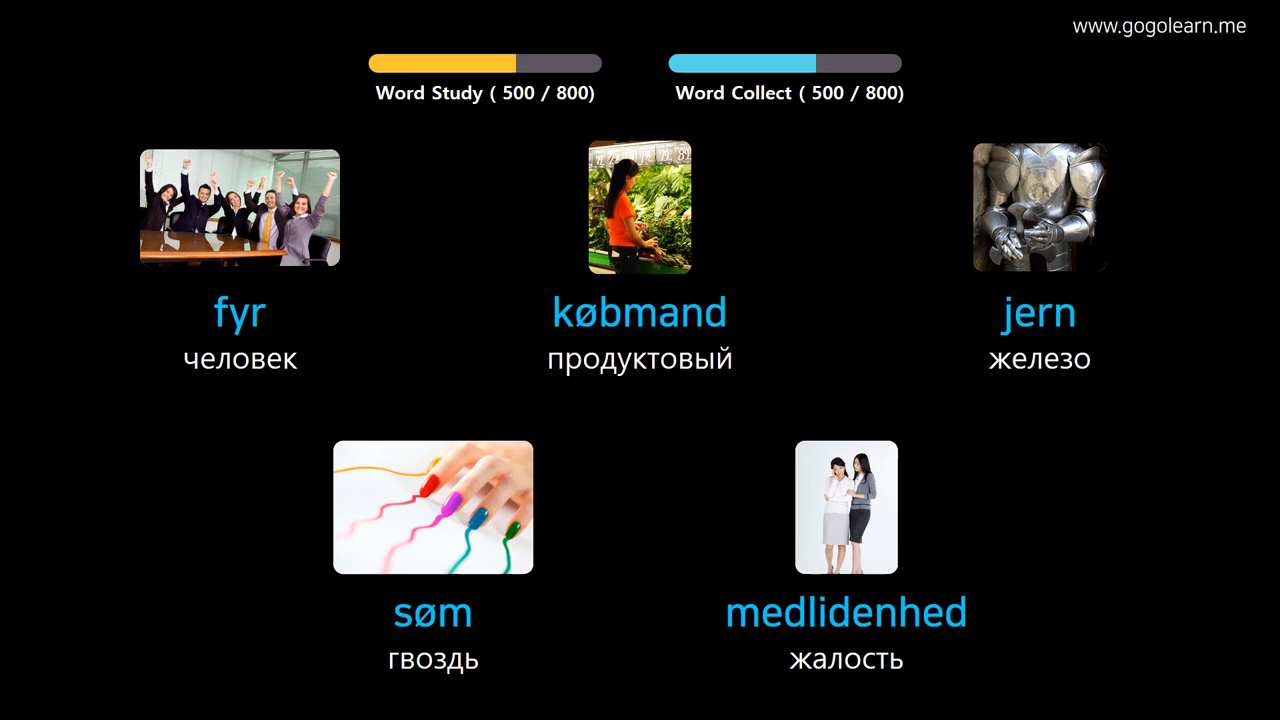 www.gogolearn.me
Word Study ( 500 / 800)
Word Collect ( 500 / 800)
fyr
человек
købmand
продуктовый
jern
железо
søm
гвоздь
medlidenhed
жалость